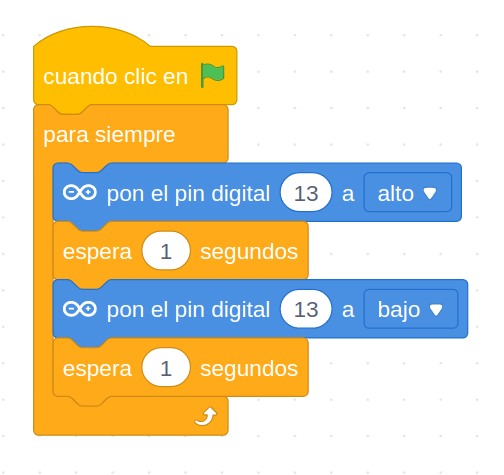 cuando clic en
para siempre
pon el pin digital 13 a alto
espera 1 segundos
pon el pin digital 13 a bajo
espera 1 segundos